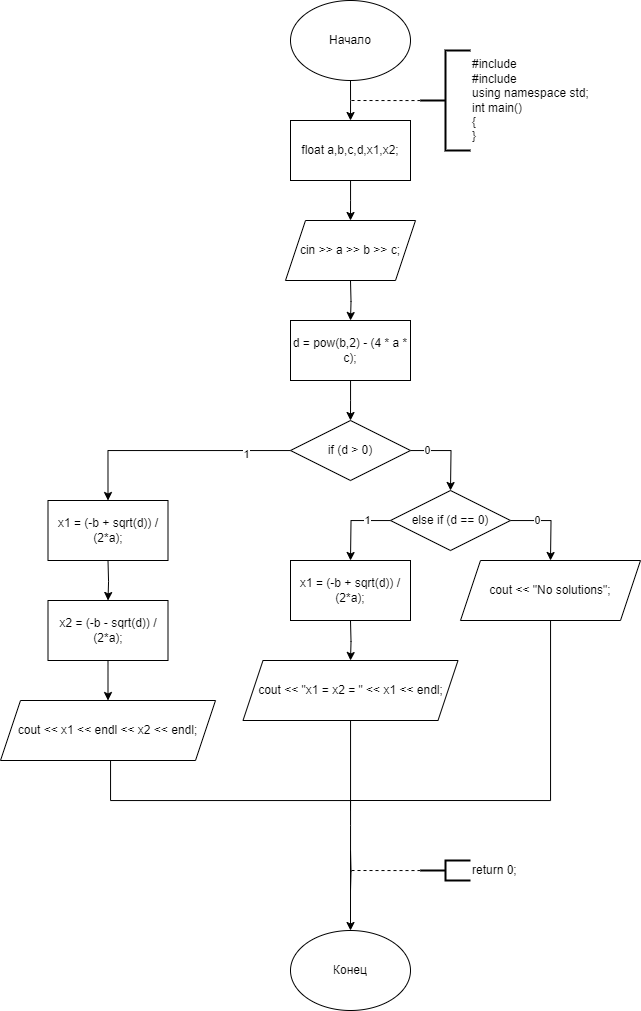 Начало
#include
#include
using namespace std;
int main()
{
}
float a,b,c,d,x1,x2;
cin >> a >> b >> c;
d = pow(b,2) - (4 * a *
c);
if (d > 0)
1
0
else if (d == 0)
1
0
x1 = (-b + sqrt(d)) /
(2*a);
x1 = (-b + sqrt(d)) /
(2*a);
cout << "No solutions";
x2 = (-b - sqrt(d)) /
(2*a);
cout << "x1 = x2 = " << x1 << endl;
cout << x1 << endl << x2 << endl;
return 0;
Конец